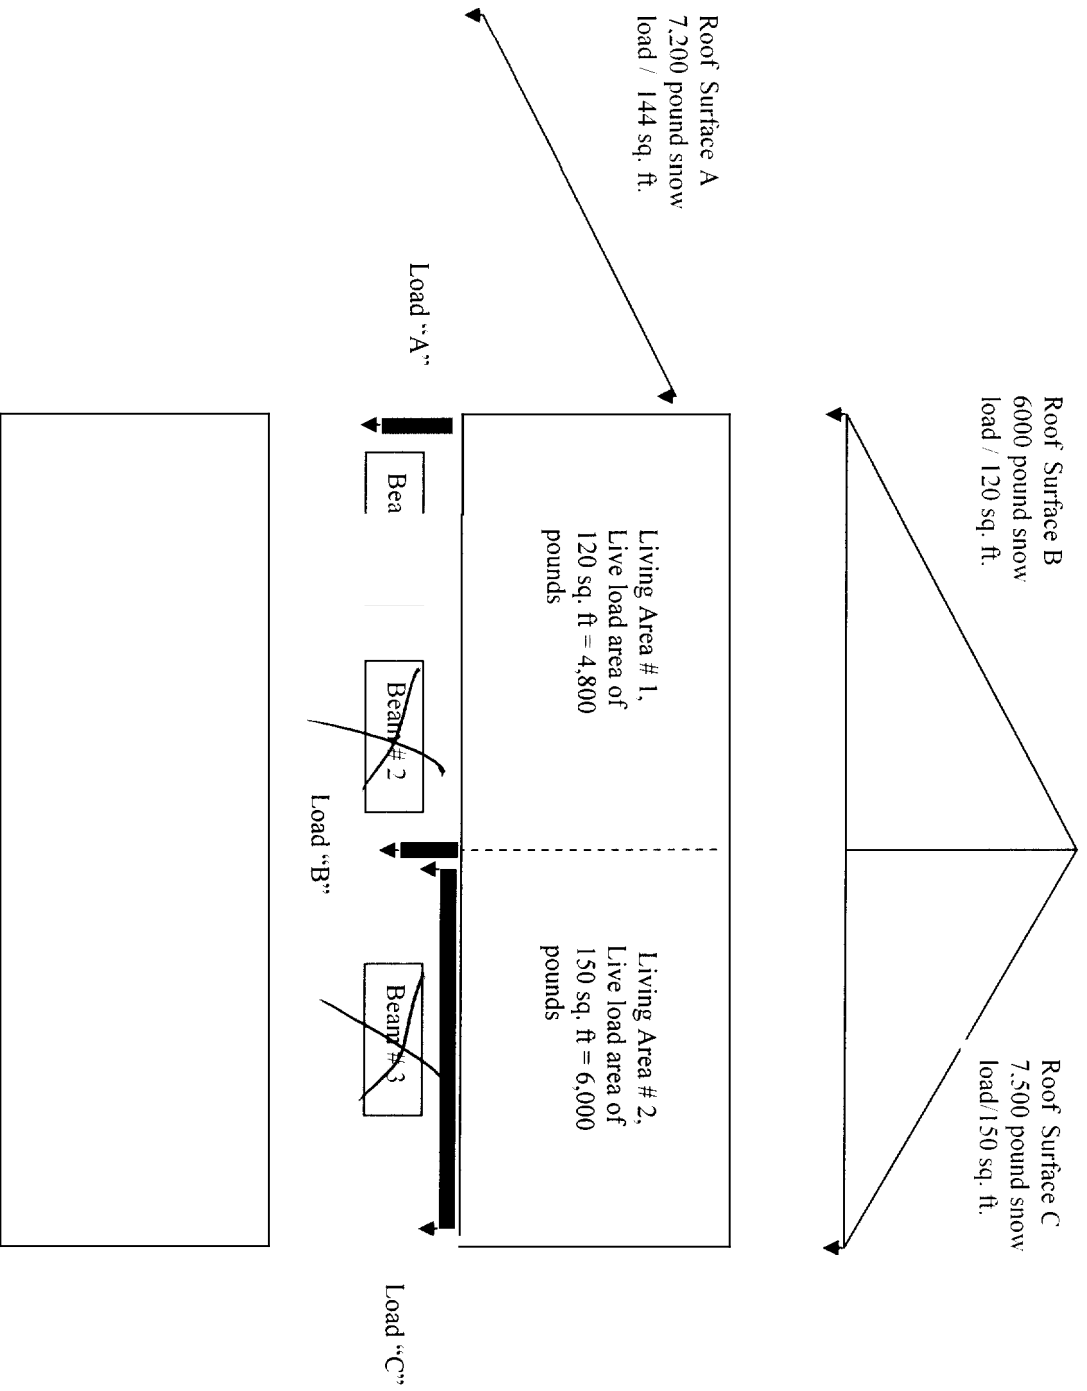 Roof Surface A
7,200 pound snow
load / 144 sq. ft.
Roof Surface B
6000 pound snow
load / 120 sq. ft.
Roof Surface C
7,500 pound snow
load/150 sq. ft.
Living Area # 1,
Live load area of
120 sq. ft = 4,800
pounds
Living Area # 2,
Live load area of
150 sq. ft = 6,000
pounds
Load “A”
Bea
Beam # 2
Load “B”
Beam # 3
Load “C”